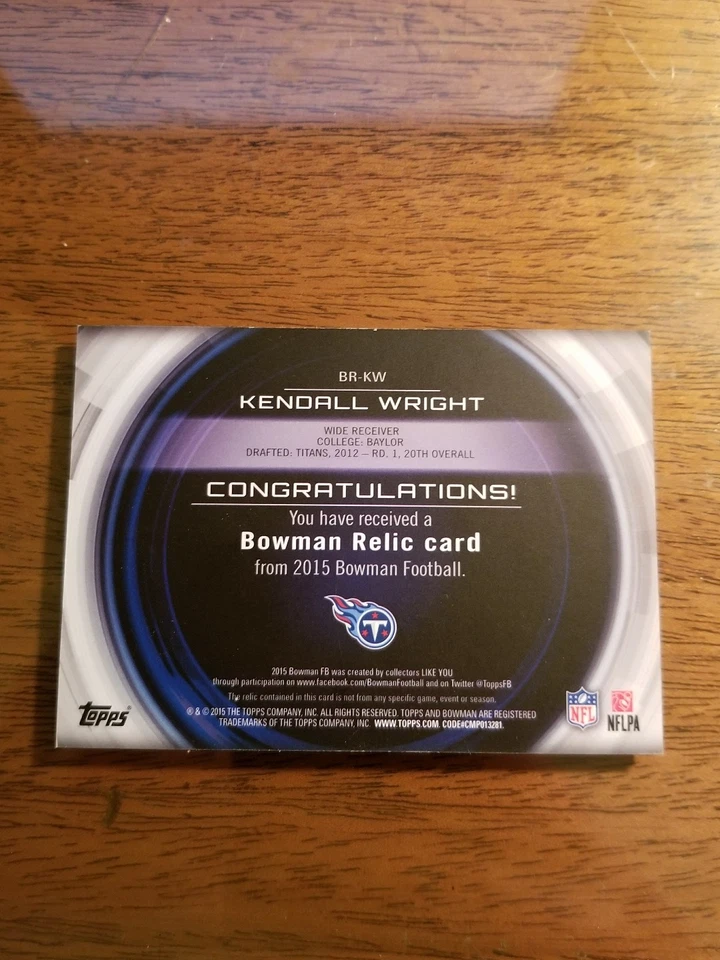 BR-KW
KENDALL WRIGHT
WIDE RECEIVER
COLLEGE: BAYLOR
DRAFTED: TITANS, 2012 – RD. 1, 20TH OVERALL
CONGRATULATIONS!
You have received a
Bowman Relic card
from 2015 Bowman Football.
T
2015 Bowman FB was created by collectors LIKE YOU
through participation on www.facebook.com/BowmanFootball and on Twitter @ToppsFB
The relic contained in this card is not from any specific game, event or season.
® & © 2015 THE TOPPS COMPANY, INC. ALL RIGHTS RESERVED. TOPPS AND BOWMAN ARE REGISTERED
TRADEMARKS OF THE TOPPS COMPANY, INC. WWW.TOPPS.COM. CODE#CMP013281.
Topps®
NFL
NFLPA